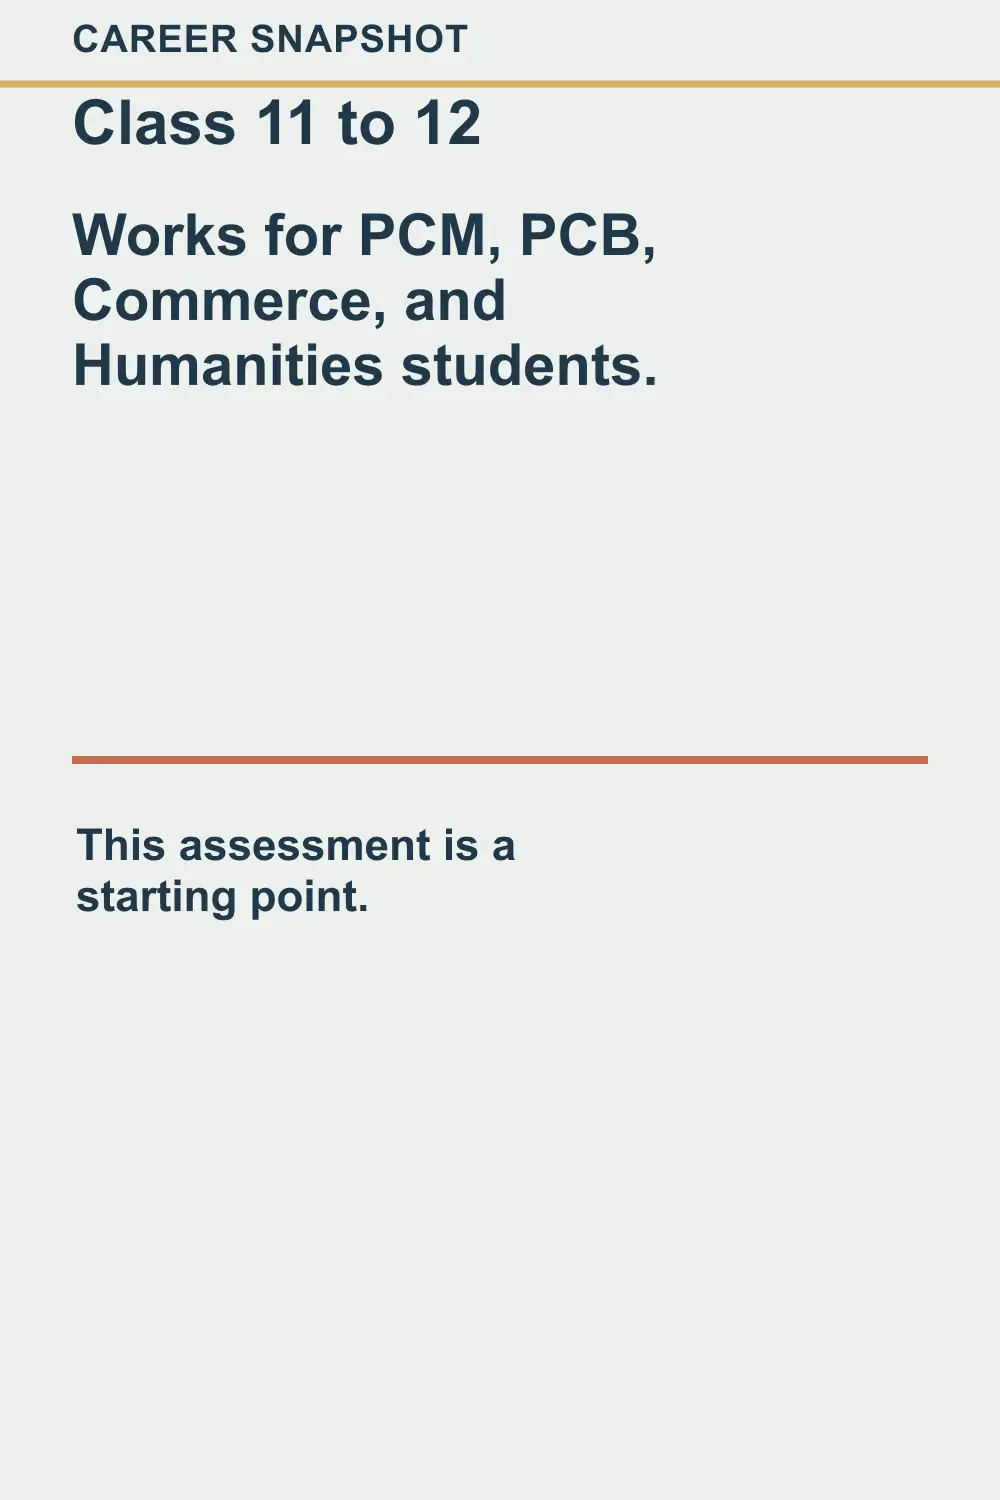 CAREER SNAPSHOT
Class 11 to 12
Works for PCM, PCB,
Commerce, and
Humanities students.
This assessment is a
starting point.